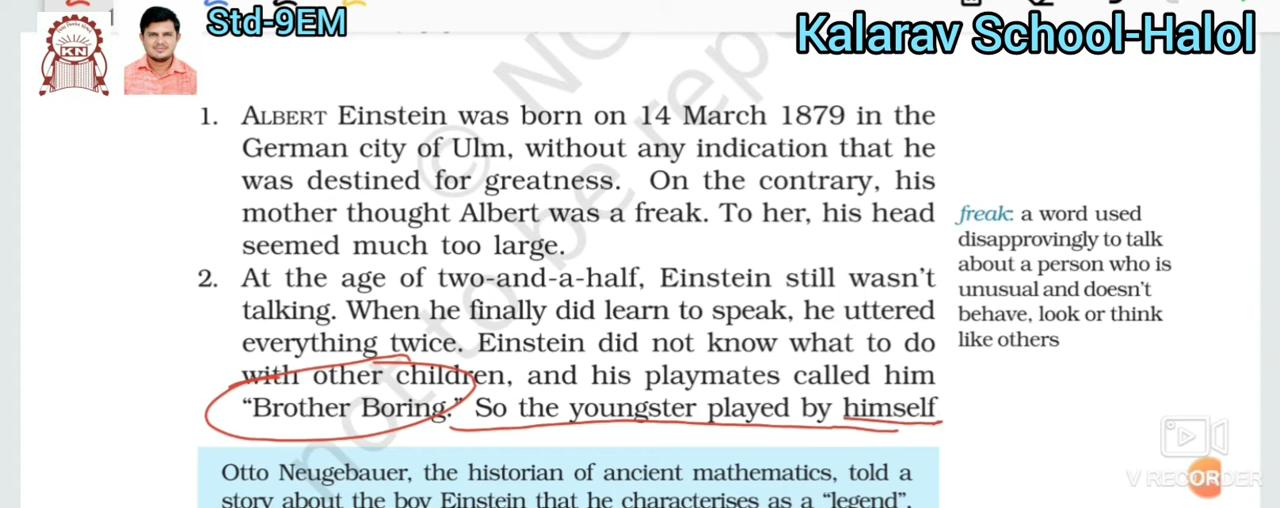 Std-9EM
Kalarav School-Halol
KN
1. ALBERT Einstein was born on 14 March 1879 in the
German city of Ulm, without any indication that he
was destined for greatness. On the contrary, his
mother thought Albert was a freak. To her, his head
seemed much too large.
freak: a word used
disapprovingly to talk
about a person who is
unusual and doesn't
behave, look or think
like others
2. At the age of two-and-a-half, Einstein still wasn't
talking. When he finally did learn to speak, he uttered
everything twice. Einstein did not know what to do
with other children, and his playmates called him
“Brother Boring.” So the youngster played by himself
Otto Neugebauer, the historian of ancient mathematics, told a
story about the boy Einstein that he characterises as a “legend”.
© N
not to be repu
V RECORDER